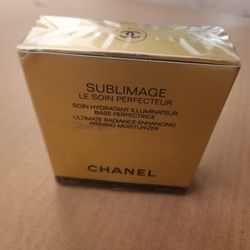 SUBLIMAGE
LE SOIN PERFECTEUR
SOIN HYDRATANT ILLUMINATEUR
BASE PERFECTRICE
ULTIMATE RADIANCE-ENHANCING
PRIMING MOISTURIZER
CHANEL